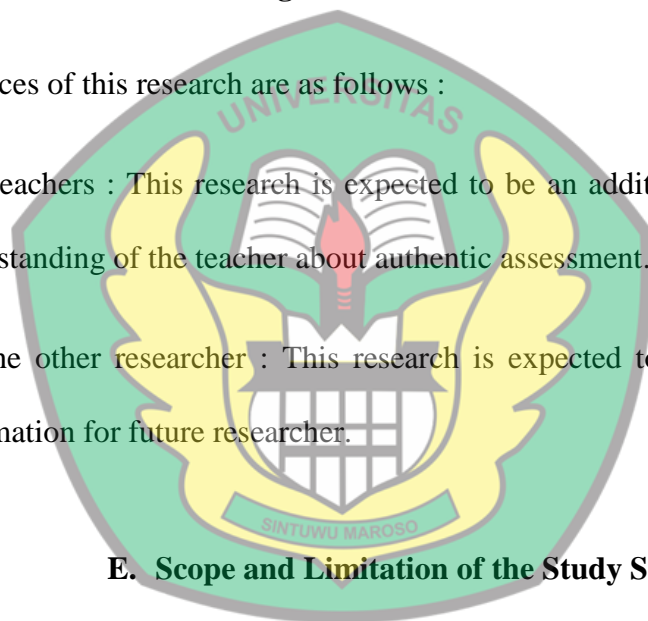 ces of this research are as follows :
UNIVERSITAS
eachers : This research is expected to be an addit
standing of the teacher about authentic assessment.
ne other researcher : This research is expected to
mation for future researcher.
SINTUWU MAROSO
E. Scope and Limitation of the Study S